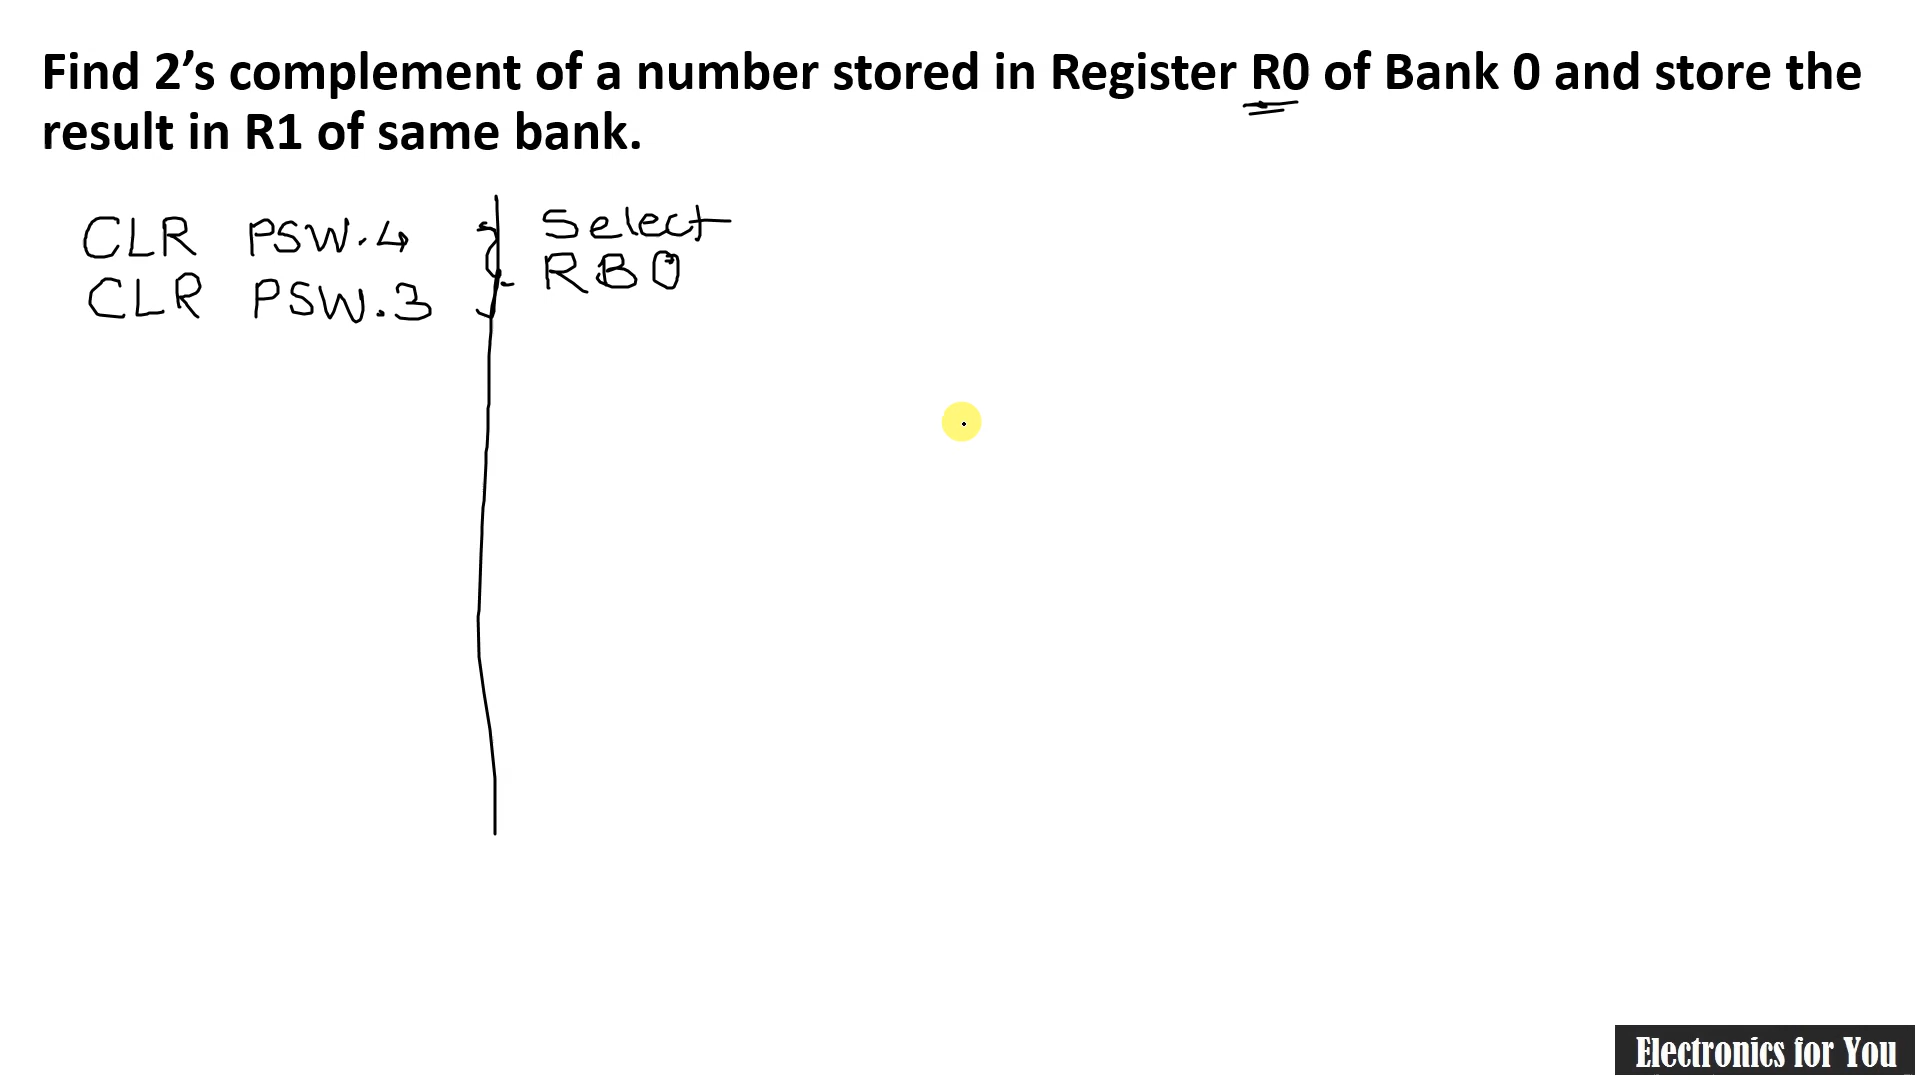 Find 2’s complement of a number stored in Register R0 of Bank 0 and store the
result in R1 of same bank.
CLR PSW.4 } Select
CLR PSW.3 RB0
Electronics for You